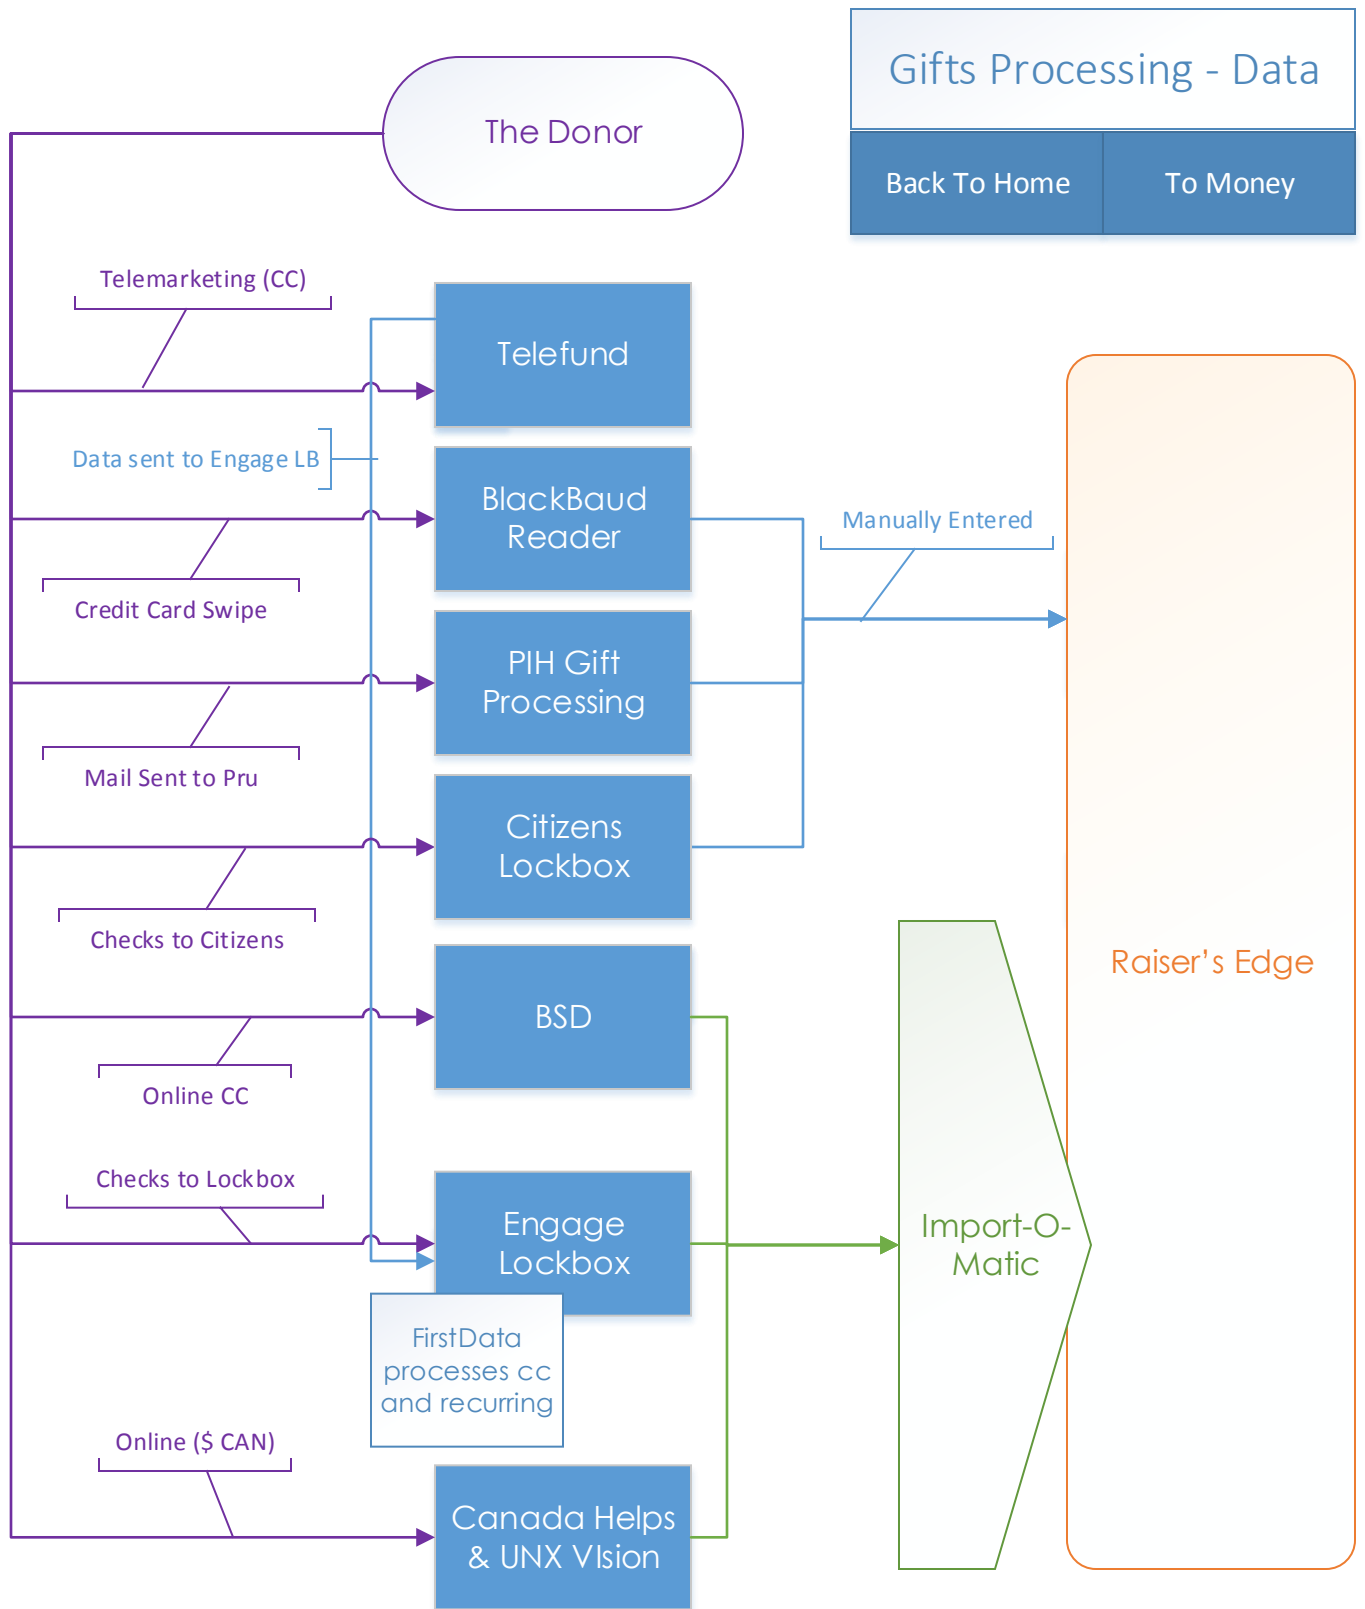 Gifts Processing - Data
The Donor
Back To Home
To Money
Telemarketing (CC)
Telefund
Data sent to Engage LB
BlackBaud
Reader
Manually Entered
Credit Card Swipe
PIH Gift
Processing
Mail Sent to Pru
Citizens
Lockbox
Checks to Citizens
Raiser’s Edge
BSD
Online CC
Checks to Lockbox
Engage
Lockbox
Import-O-
Matic
FirstData
processes cc
and recurring
Online ($ CAN)
Canada Helps
& UNX VIsion